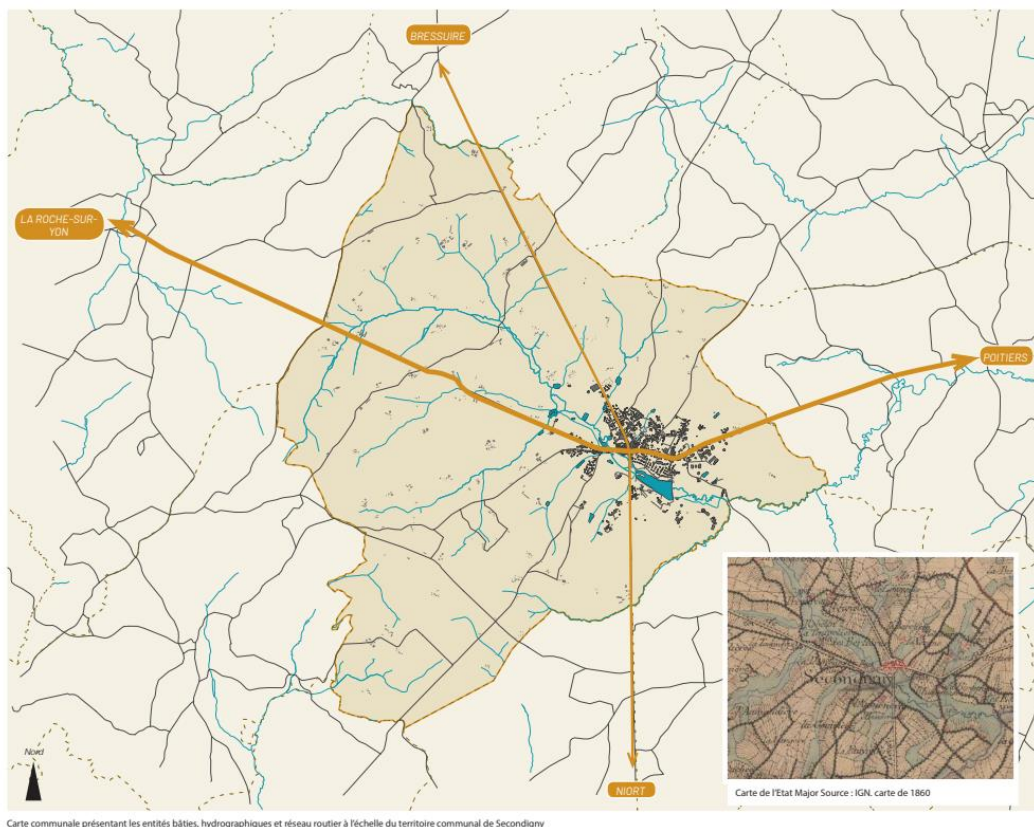 BRESSUIRE
LA ROCHE-SUR-
YON
POITIERS
Secondigny
Nord
NIORT
Carte de l'Etat Major Source : IGN. carte de 1860
Carte communale présentant les entités bâties, hydrographiques et réseau routier à l'échelle du territoire communal de Secondigny